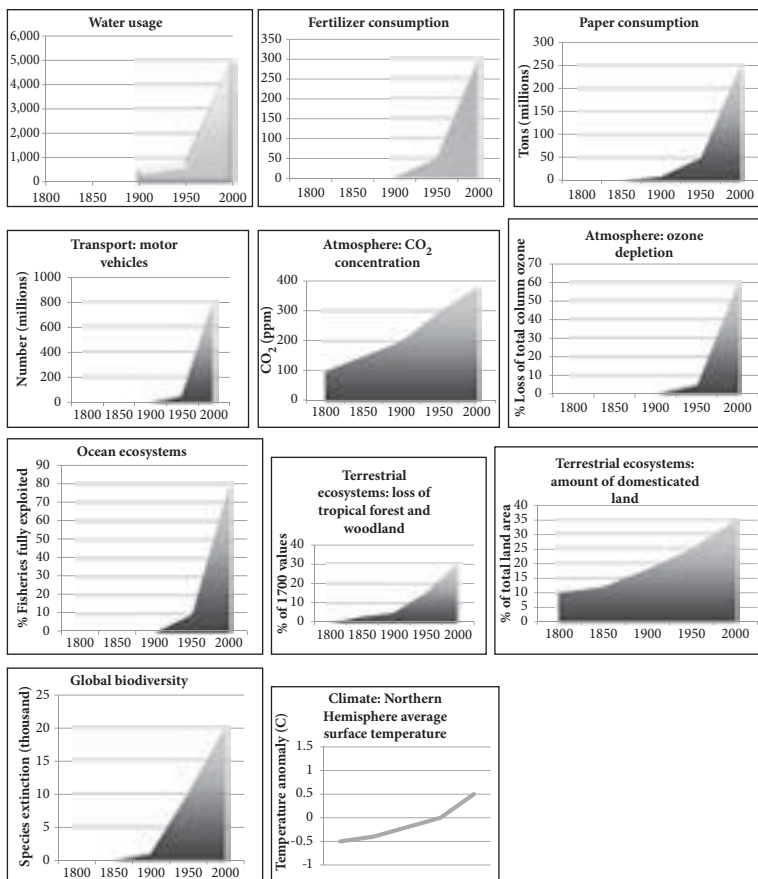 Water usage
6,000
5,000
4,000
3,000
2,000
1,000
0
1800 1850 1900 1950 2000
Fertilizer consumption
350
300
250
200
150
100
50
0
1800 1850 1900 1950 2000
Paper consumption
Tons (millions)
300
250
200
150
100
50
0
1800 1850 1900 1950 2000
Transport: motor
vehicles
Number (millions)
1000
800
600
400
200
0
1800 1850 1900 1950 2000
Atmosphere: CO₂
concentration
CO₂ (ppm)
400
300
200
100
0
1800 1850 1900 1950 2000
Atmosphere: ozone
depletion
% Loss of total column ozone
70
60
50
40
30
20
10
0
1800 1850 1900 1950 2000
Ocean ecosystems
% Fisheries fully exploited
90
80
70
60
50
40
30
20
10
0
1800 1850 1900 1950 2000
Terrestrial
ecosystems: loss of
tropical forest and
woodland
% of 1700 values
40
30
20
10
0
1800 1850 1900 1950 2000
Terrestrial ecosystems:
amount of domesticated
land
% of total land area
40
35
30
25
20
15
10
5
0
1800 1850 1900 1950 2000
Global biodiversity
Species extinction (thousand)
25
20
15
10
5
0
1800 1850 1900 1950 2000
Climate: Northern
Hemisphere average
surface temperature
Temperature anomaly (C)
1.5
1
0.5
0
-0.5
-1